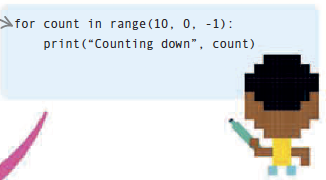 for count in range(10, 0, -1):
    print(“Counting down”, count)